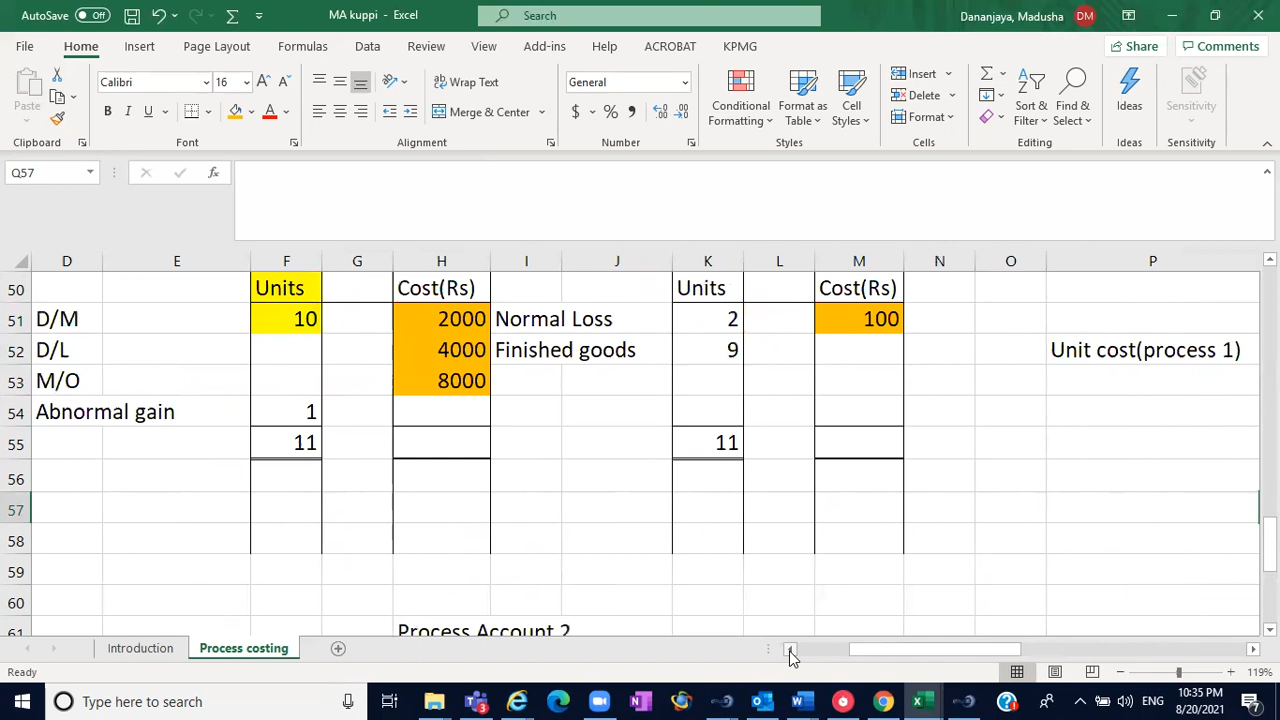 AutoSave Off MA kuppi - Excel Search Dananjaya, Madusha DM
File Home Insert Page Layout Formulas Data Review View Add-ins Help ACROBAT KPMG Share Comments
Paste Calibri 16 A A Wrap Text General Conditional Formatting Format as Table Cell Styles Insert Delete Format Sort & Filter Find & Select Ideas Sensitivity
B I U A Merge & Center $ %
Clipboard Font Alignment Number Styles Cells Editing Ideas Sensitivity
Q57 fx
D E F G H I J K L M N O P
50 Units Cost(Rs) Units Cost(Rs)
51 D/M 10 2000 Normal Loss 2 100
52 D/L 4000 Finished goods 9 Unit cost(process 1)
53 M/O 8000
54 Abnormal gain 1
55 11 11
56
57
58
59
60
61 Process Account 2
Introduction Process costing
Ready 119%
Type here to search 3 ENG 10:35 PM 8/20/2021 7